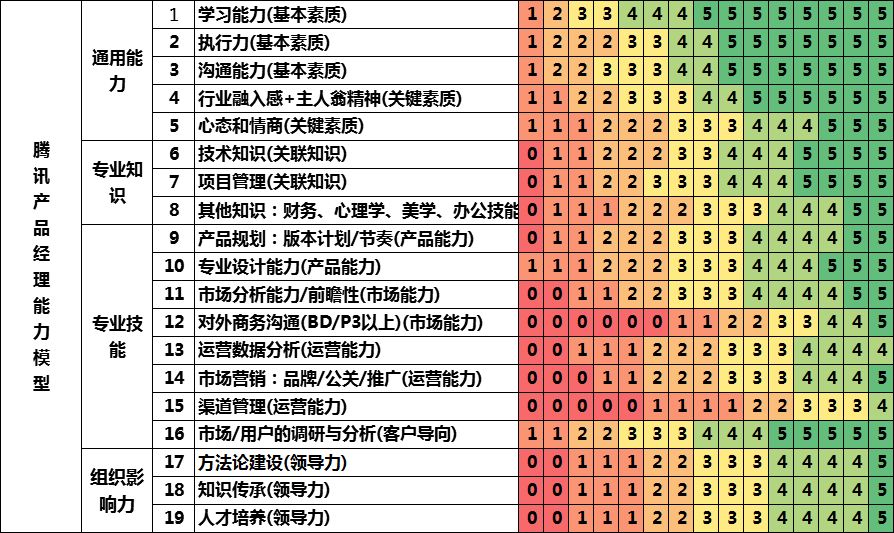 腾讯产品经理能力模型
通用能
力
1 学习能力(基本素质) 1 2 3 3 4 4 4 5 5 5 5 5 5 5 5
2 执行力(基本素质) 1 2 2 2 3 3 4 4 5 5 5 5 5 5 5
3 沟通能力(基本素质) 1 2 2 3 3 3 4 4 5 5 5 5 5 5 5
4 行业融入感+主人翁精神(关键素质) 1 1 2 2 3 3 3 4 4 5 5 5 5 5 5
5 心态和情商(关键素质) 1 1 1 2 2 2 3 3 3 4 4 4 5 5 5
专业知
识
6 技术知识(关联知识) 0 1 1 2 2 2 3 3 4 4 4 5 5 5 5
7 项目管理(关联知识) 0 1 1 2 2 3 3 3 4 4 4 5 5 5 5
8 其他知识：财务、心理学、美学、办公技能 0 1 1 1 2 2 2 3 3 3 4 4 4 5 5
专业技
能
9 产品规划：版本计划/节奏(产品能力) 0 1 1 2 2 2 3 3 3 4 4 4 4 5 5
10 专业设计能力(产品能力) 1 1 1 2 2 2 3 3 3 4 4 4 5 5 5
11 市场分析能力/前瞻性(市场能力) 0 0 1 1 2 2 3 3 3 4 4 4 4 5 5
12 对外商务沟通(BD/P3以上)(市场能力) 0 0 0 0 0 0 1 1 2 2 3 3 4 4 5
13 运营数据分析(运营能力) 0 0 1 1 1 2 2 2 3 3 3 4 4 4 4
14 市场营销：品牌/公关/推广(运营能力) 0 0 0 1 1 2 2 2 3 3 3 4 4 4 5
15 渠道管理(运营能力) 0 0 0 0 0 1 1 1 1 2 2 3 3 3 4
16 市场/用户的调研与分析(客户导向) 1 1 2 2 3 3 3 4 4 4 5 5 5 5 5
组织影
响力
17 方法论建设(领导力) 0 0 1 1 1 2 2 3 3 3 4 4 4 4 5
18 知识传承(领导力) 0 0 1 1 1 2 2 3 3 3 4 4 4 4 5
19 人才培养(领导力) 0 0 1 1 1 2 2 3 3 3 4 4 4 4 5